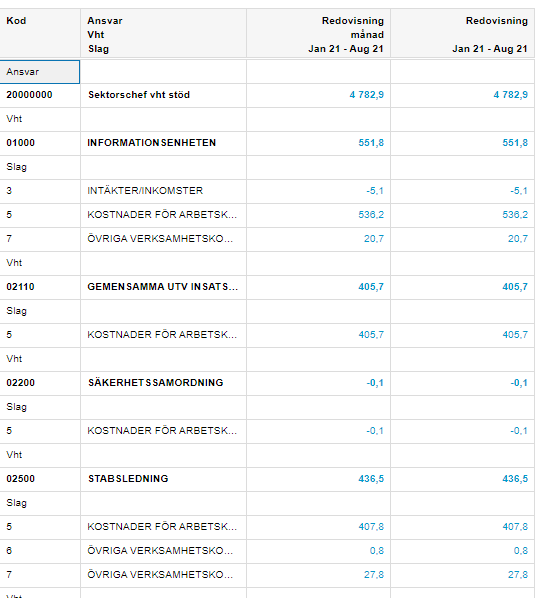 Kod Ansvar Redovisning Redovisning
Vht månad
Slag Jan 21 - Aug 21 Jan 21 - Aug 21
Ansvar
20000000 Sektorschef vht stöd 4 782,9 4 782,9
Vht
01000 INFORMATIONSENHETEN 551,8 551,8
Slag
3 INTÄKTER/INKOMSTER -5,1 -5,1
5 KOSTNADER FÖR ARBETSK... 536,2 536,2
7 ÖVRIGA VERKSAMHETSKO... 20,7 20,7
Vht
02110 GEMENSAMMA UTV INSATS... 405,7 405,7
Slag
5 KOSTNADER FÖR ARBETSK... 405,7 405,7
Vht
02200 SÄKERHETSSAMORDNING -0,1 -0,1
Slag
5 KOSTNADER FÖR ARBETSK... -0,1 -0,1
Vht
02500 STABSLEDNING 436,5 436,5
Slag
5 KOSTNADER FÖR ARBETSK... 407,8 407,8
6 ÖVRIGA VERKSAMHETSKO... 0,8 0,8
7 ÖVRIGA VERKSAMHETSKO... 27,8 27,8
Vht